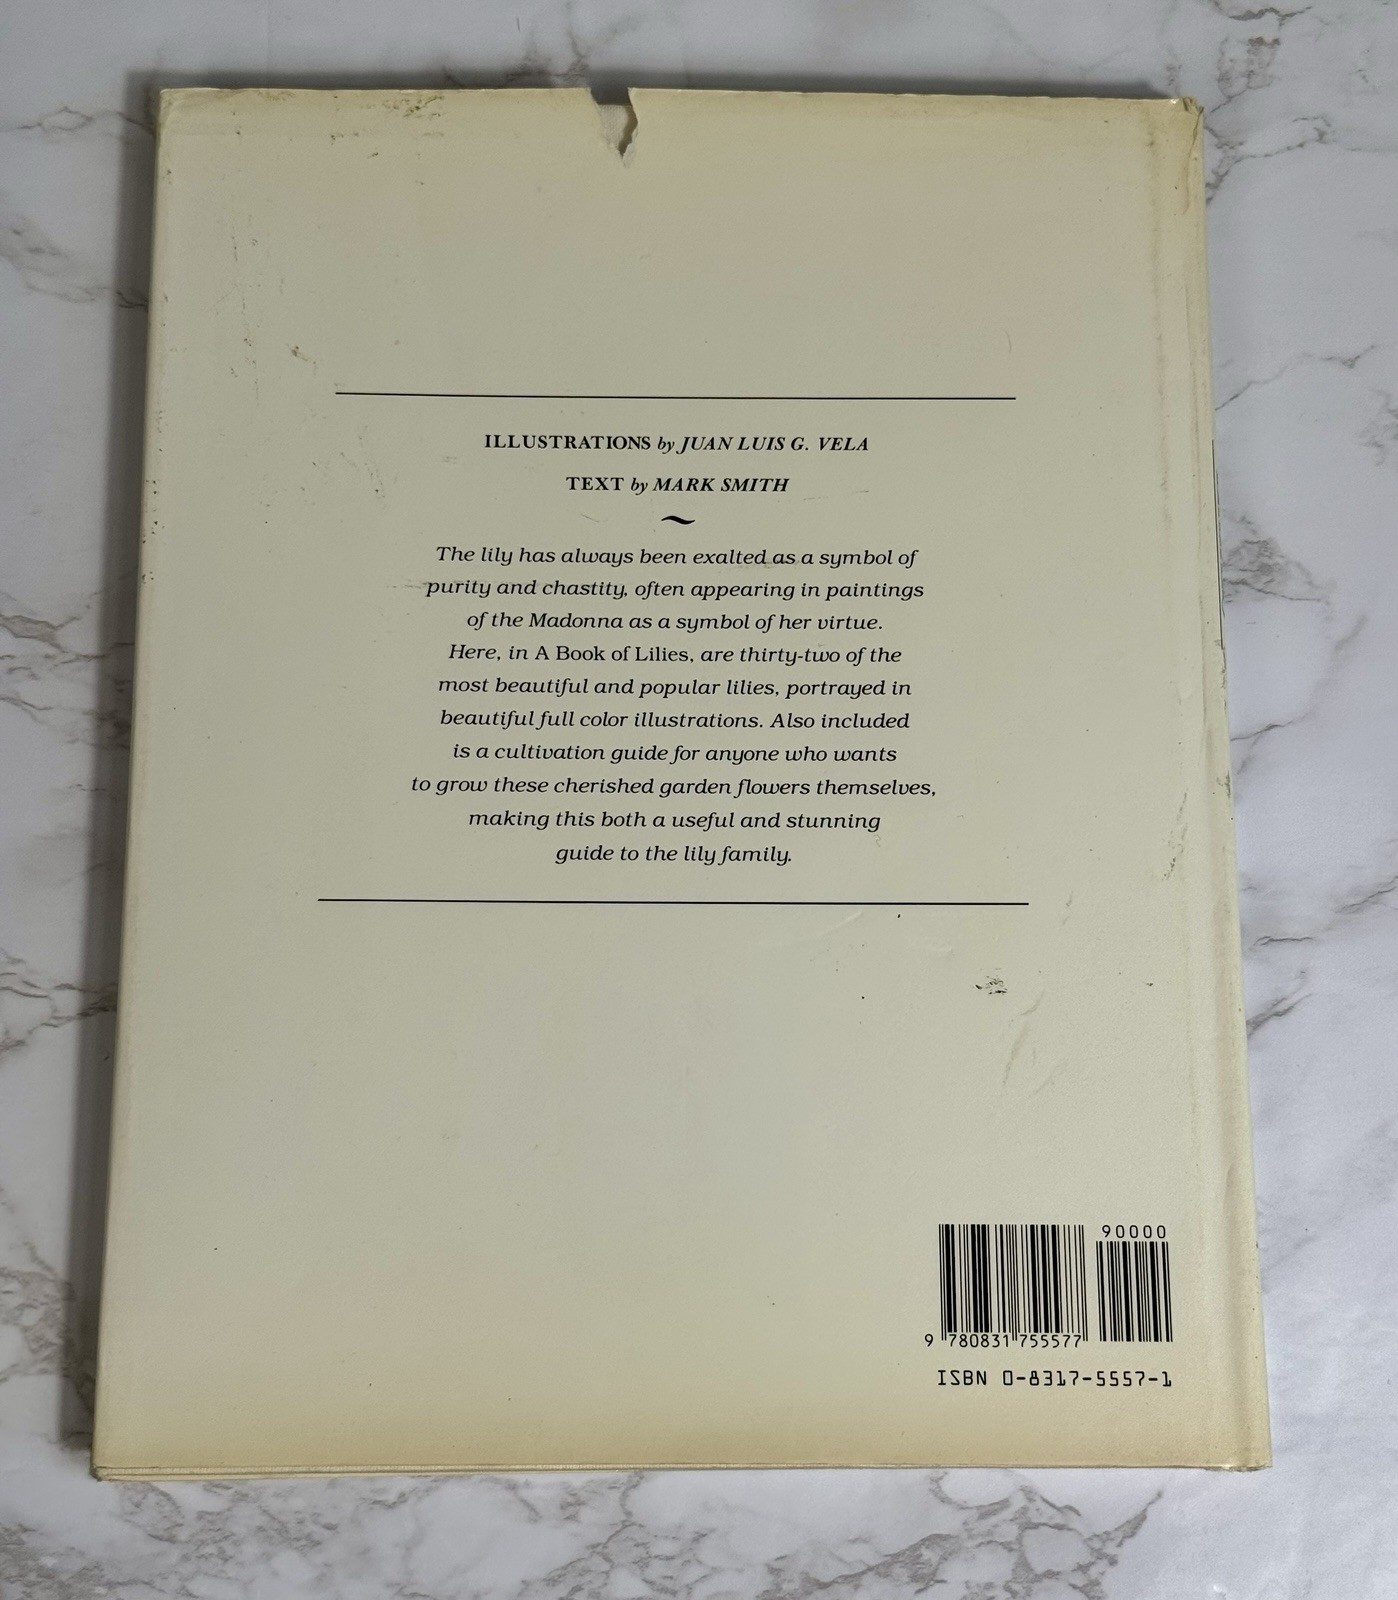 ILLUSTRATIONS by JUAN LUIS G. VELA
TEXT by MARK SMITH
The lily has always been exalted as a symbol of
purity and chastity, often appearing in paintings
of the Madonna as a symbol of her virtue.
Here, in A Book of Lilies, are thirty-two of the
most beautiful and popular lilies, portrayed in
beautiful full color illustrations. Also included
is a cultivation guide for anyone who wants
to grow these cherished garden flowers themselves,
making this both a useful and stunning
guide to the lily family.
90000
9 780831 755577
ISBN 0-8317-5557-1